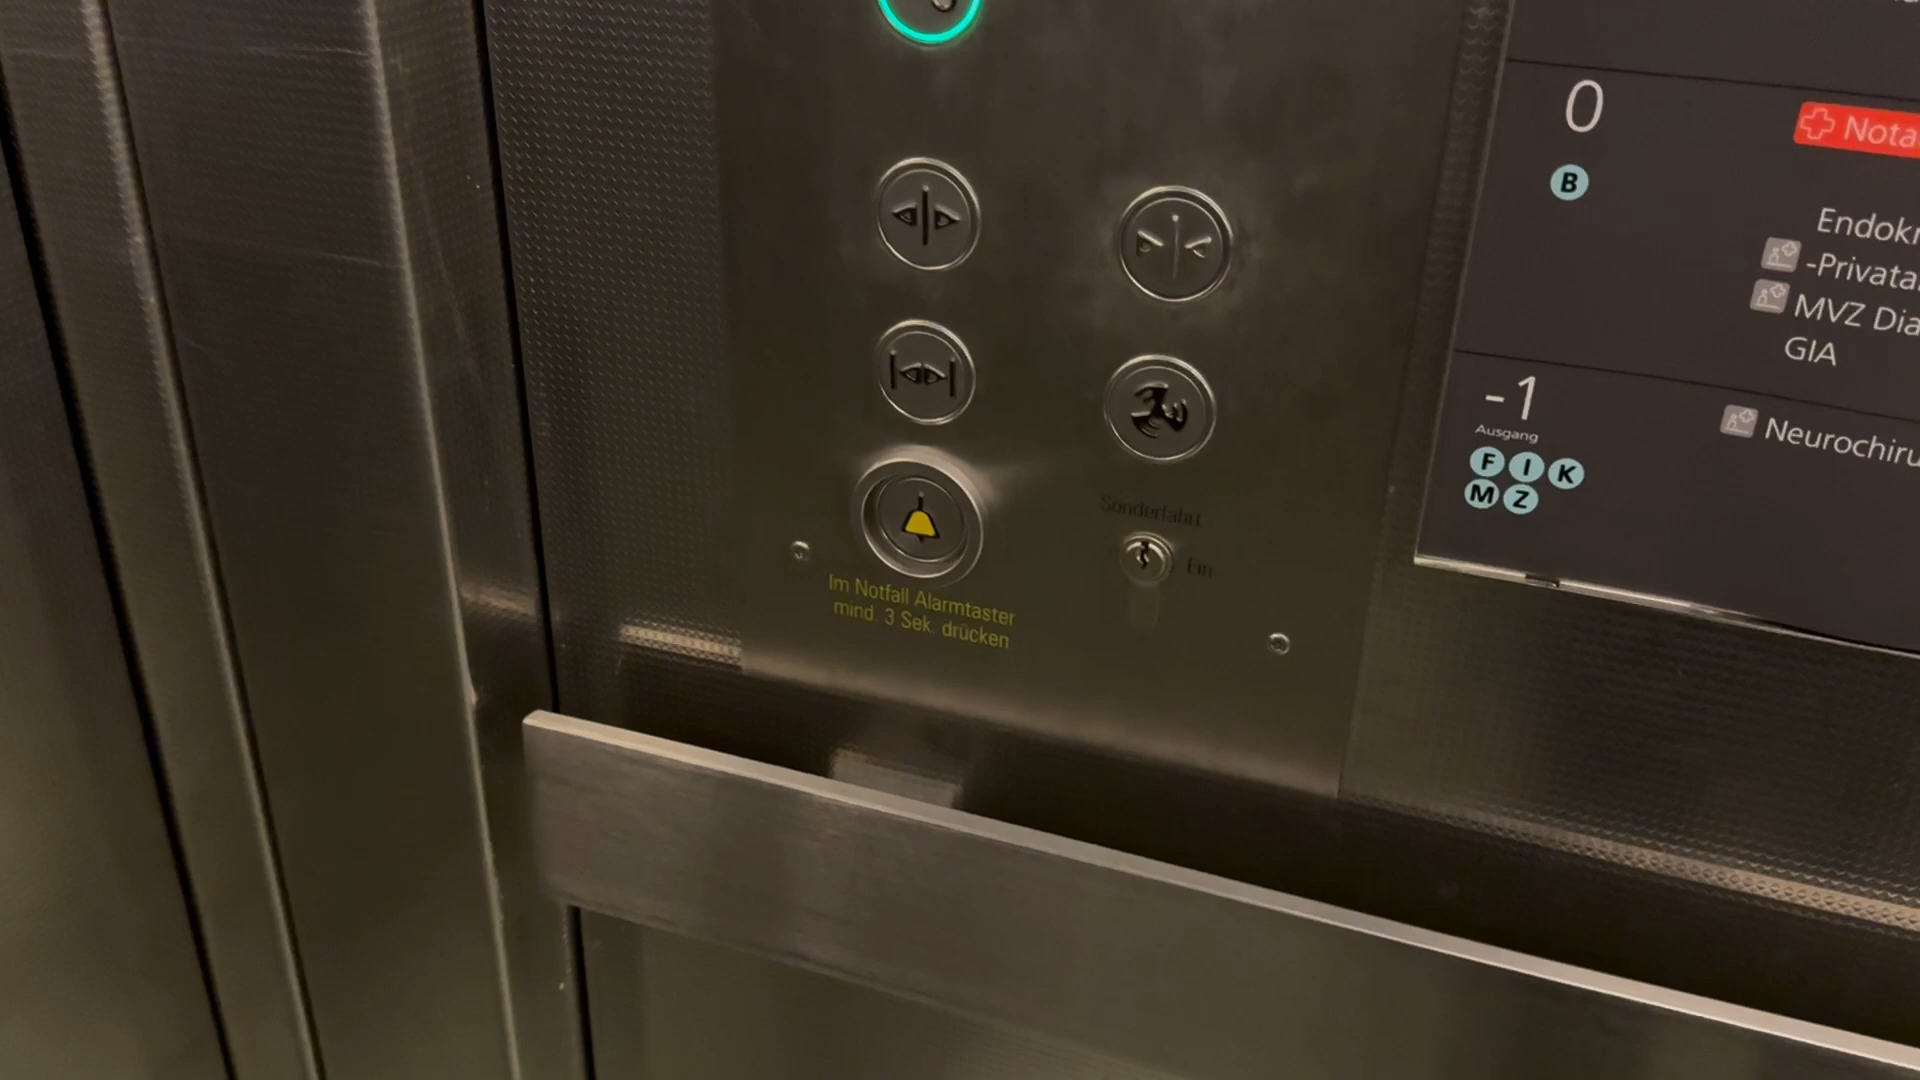 Im Notfall Alarmtaster
mind. 3 Sek. drücken
Sonderfahrt
Ein
0
B
Nota
Endokr
-Privata
MVZ Dia
GIA
-1
Ausgang
F I K
M Z
Neurochiru